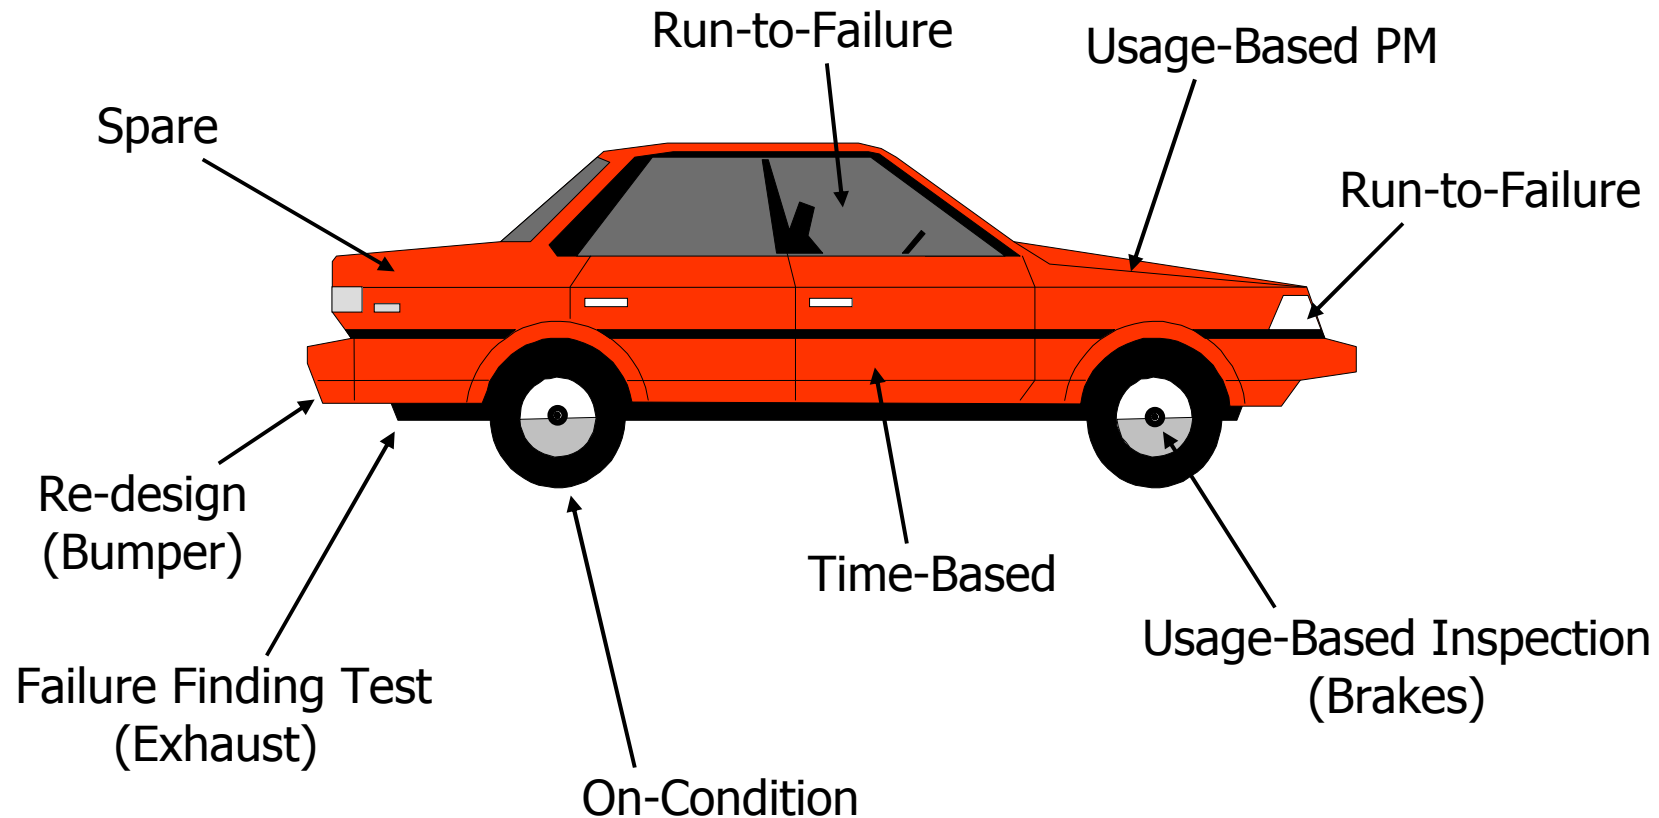 Run-to-Failure
Usage-Based PM
Spare
Run-to-Failure
Re-design
(Bumper)
Time-Based
Usage-Based Inspection
(Brakes)
Failure Finding Test
(Exhaust)
On-Condition